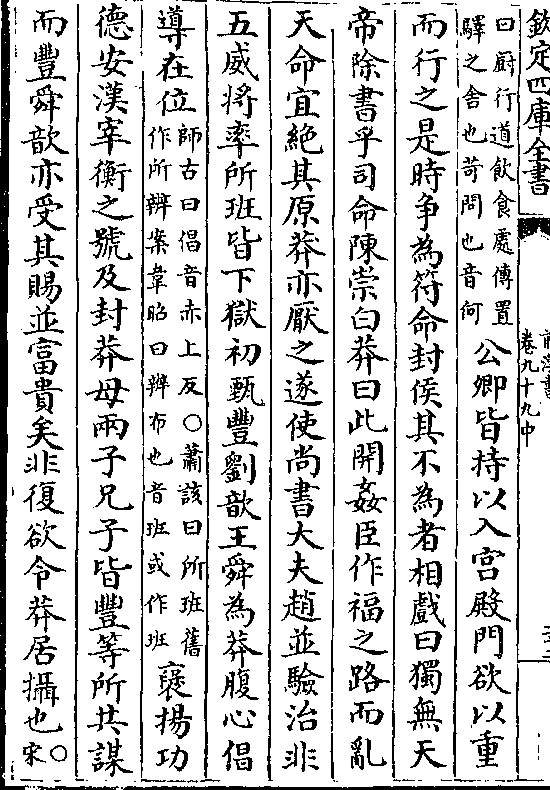 欽定四庫全書
前漢書
卷九十九中
曰厨行道飲食處傳置
驛之舍也苛問也音何
公卿皆持以入宫殿門欲以重
而行之是時争為符命封侯其不為者相戲曰獨無天
帝除書乎司命陳崇白莽曰此開姦臣作福之路而亂
天命宜絶其原莽亦厭之遂使尚書大夫趙並驗治非
五威将率所班皆下獄初甄豐劉歆王舜為莽腹心倡
導在位
師古曰倡音赤上反○蕭該曰所班舊
作所辦案韋昭曰辨布也音班或作班
襃揚功
德安漢宰衡之號及封莽母兩子兄子皆豐等所共謀
而豐舜歆亦受其賜並富貴矣非復欲令莽居攝也
○
宋